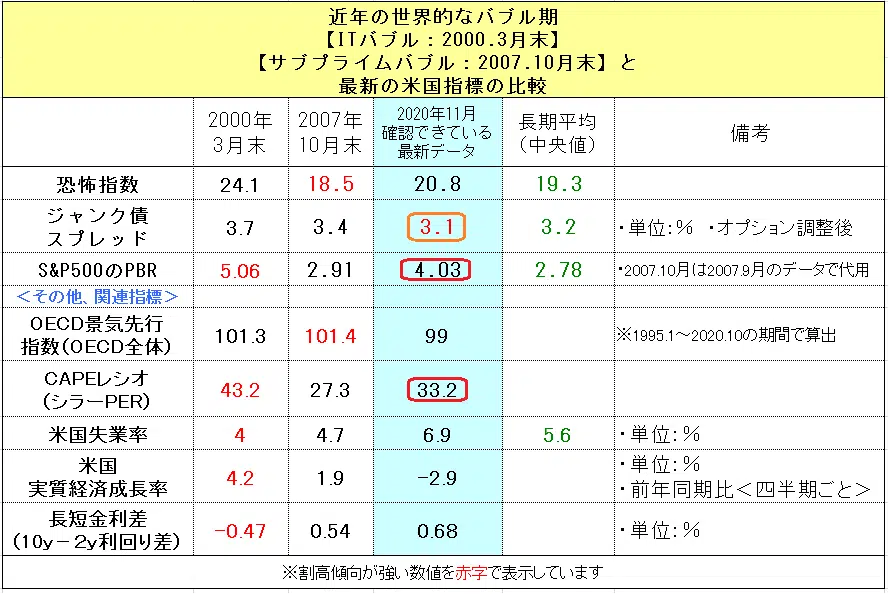 近年の世界的なバブル期
【ITバブル：2000.3月末】
【サブプライムバブル：2007.10月末】と
最新の米国指標の比較
2000年
3月末
2007年
10月末
2020年11月
確認できている
最新データ
長期平均
（中央値）
備考
恐怖指数 24.1 18.5 20.8 19.3
ジャンク債
スプレッド
3.7 3.4 3.1 3.2 ・単位：％ ・オプション調整後
S&P500のPBR 5.06 2.91 4.03 2.78 ・2007.10月は2007.9月のデータで代用
＜その他、関連指標＞
OECD景気先行
指数(OECD全体)
101.3 101.4 99 ※1995.1～2020.10の期間で算出
CAPEレシオ
(シラーPER)
43.2 27.3 33.2
米国失業率 4 4.7 6.9 5.6 ・単位：％
米国
実質経済成長率
4.2 1.9 -2.9
・単位：％
・前年同期比＜四半期ごと＞
長短金利差
(10y－2y利回り差)
-0.47 0.54 0.68 ・単位：％
※割高傾向が強い数値を赤字で表示しています